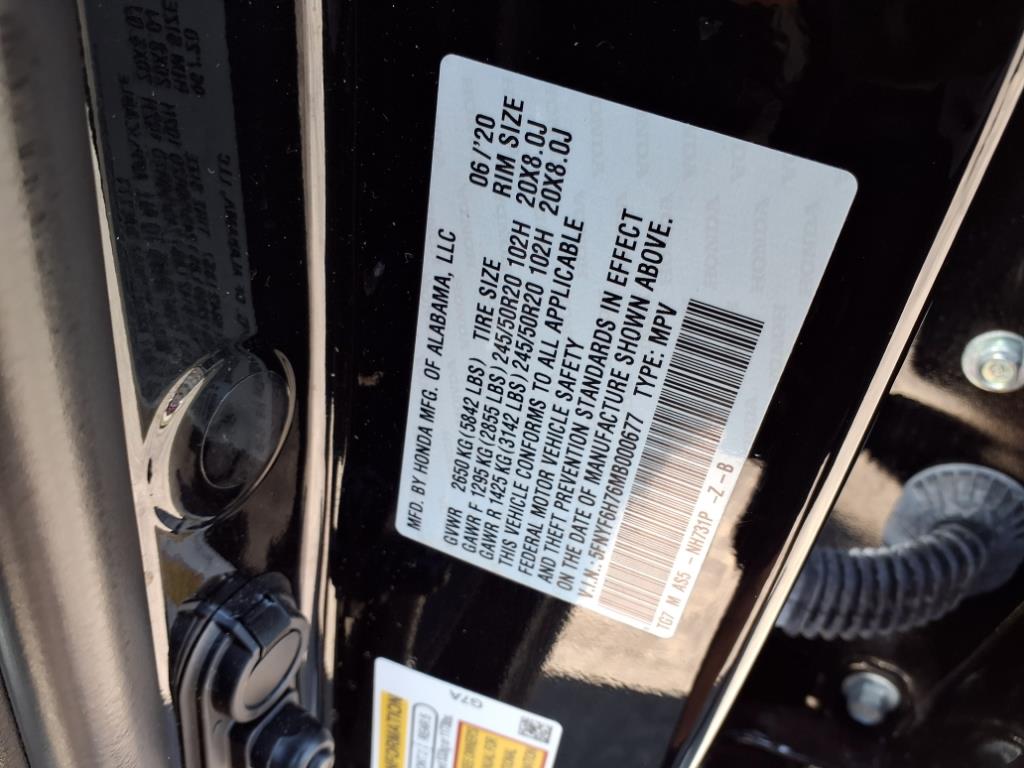 MFD. BY HONDA MFG. OF ALABAMA, LLC 06/'20
GVWR 2650 KG (5842 LBS) TIRE SIZE RIM SIZE
GAWR F 1295 KG (2855 LBS) 245/50R20 102H 20X8.0J
GAWR R 1425 KG (3142 LBS) 245/50R20 102H 20X8.0J
THIS VEHICLE CONFORMS TO ALL APPLICABLE
FEDERAL MOTOR VEHICLE SAFETY
AND THEFT PREVENTION STANDARDS IN EFFECT
ON THE DATE OF MANUFACTURE SHOWN ABOVE.
V.I.N.: 5FNYF6H76MB000677 TYPE: MPV
TG7 M AS5 - NH731P - Z - B
HONDA
G7A